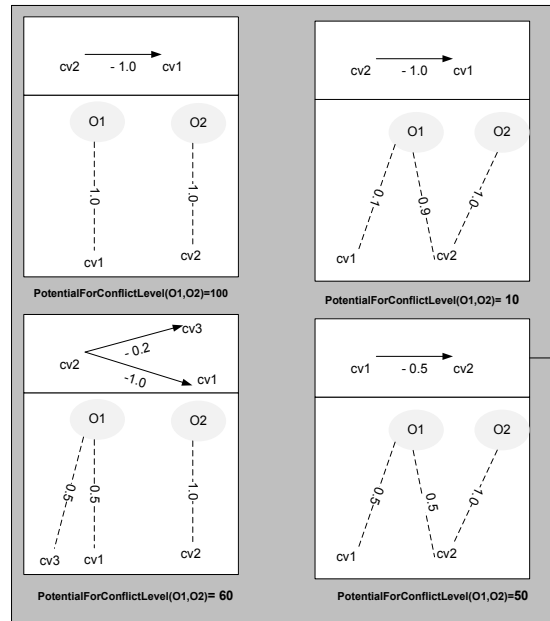 cv2 - 1.0 cv1
O1 O2
1.0 1.0
cv1 cv2
PotentialForConflictLevel(O1,O2)=100
cv2 - 1.0 cv1
O1 O2
0.1 0.9 1.0
cv1 cv2
PotentialForConflictLevel(O1,O2)= 10
cv3
- 0.2
cv2
-1.0 cv1
O1 O2
0.5 0.5 1.0
cv3 cv1 cv2
PotentialForConflictLevel(O1,O2)= 60
cv1 - 0.5 cv2
O1 O2
0.5 0.5 1.0
cv1 cv2
PotentialForConflictLevel(O1,O2)=50